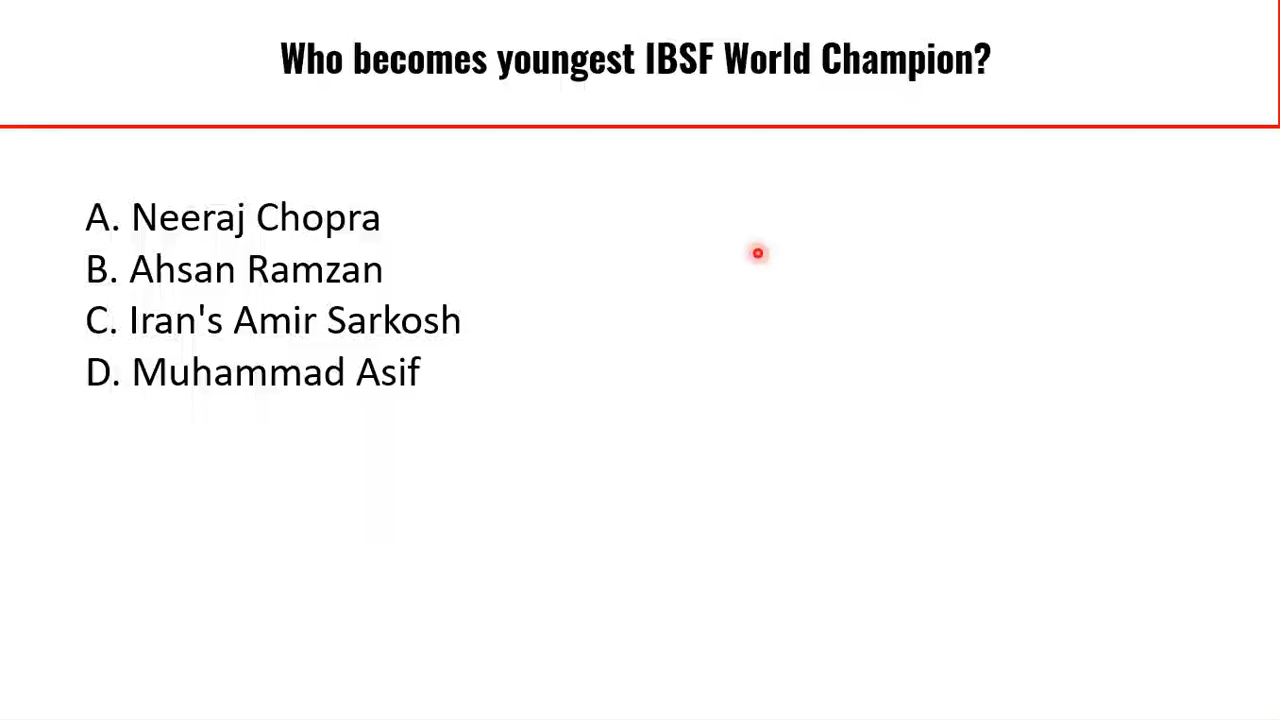 Who becomes youngest IBSF World Champion?
A. Neeraj Chopra
B. Ahsan Ramzan
C. Iran's Amir Sarkosh
D. Muhammad Asif